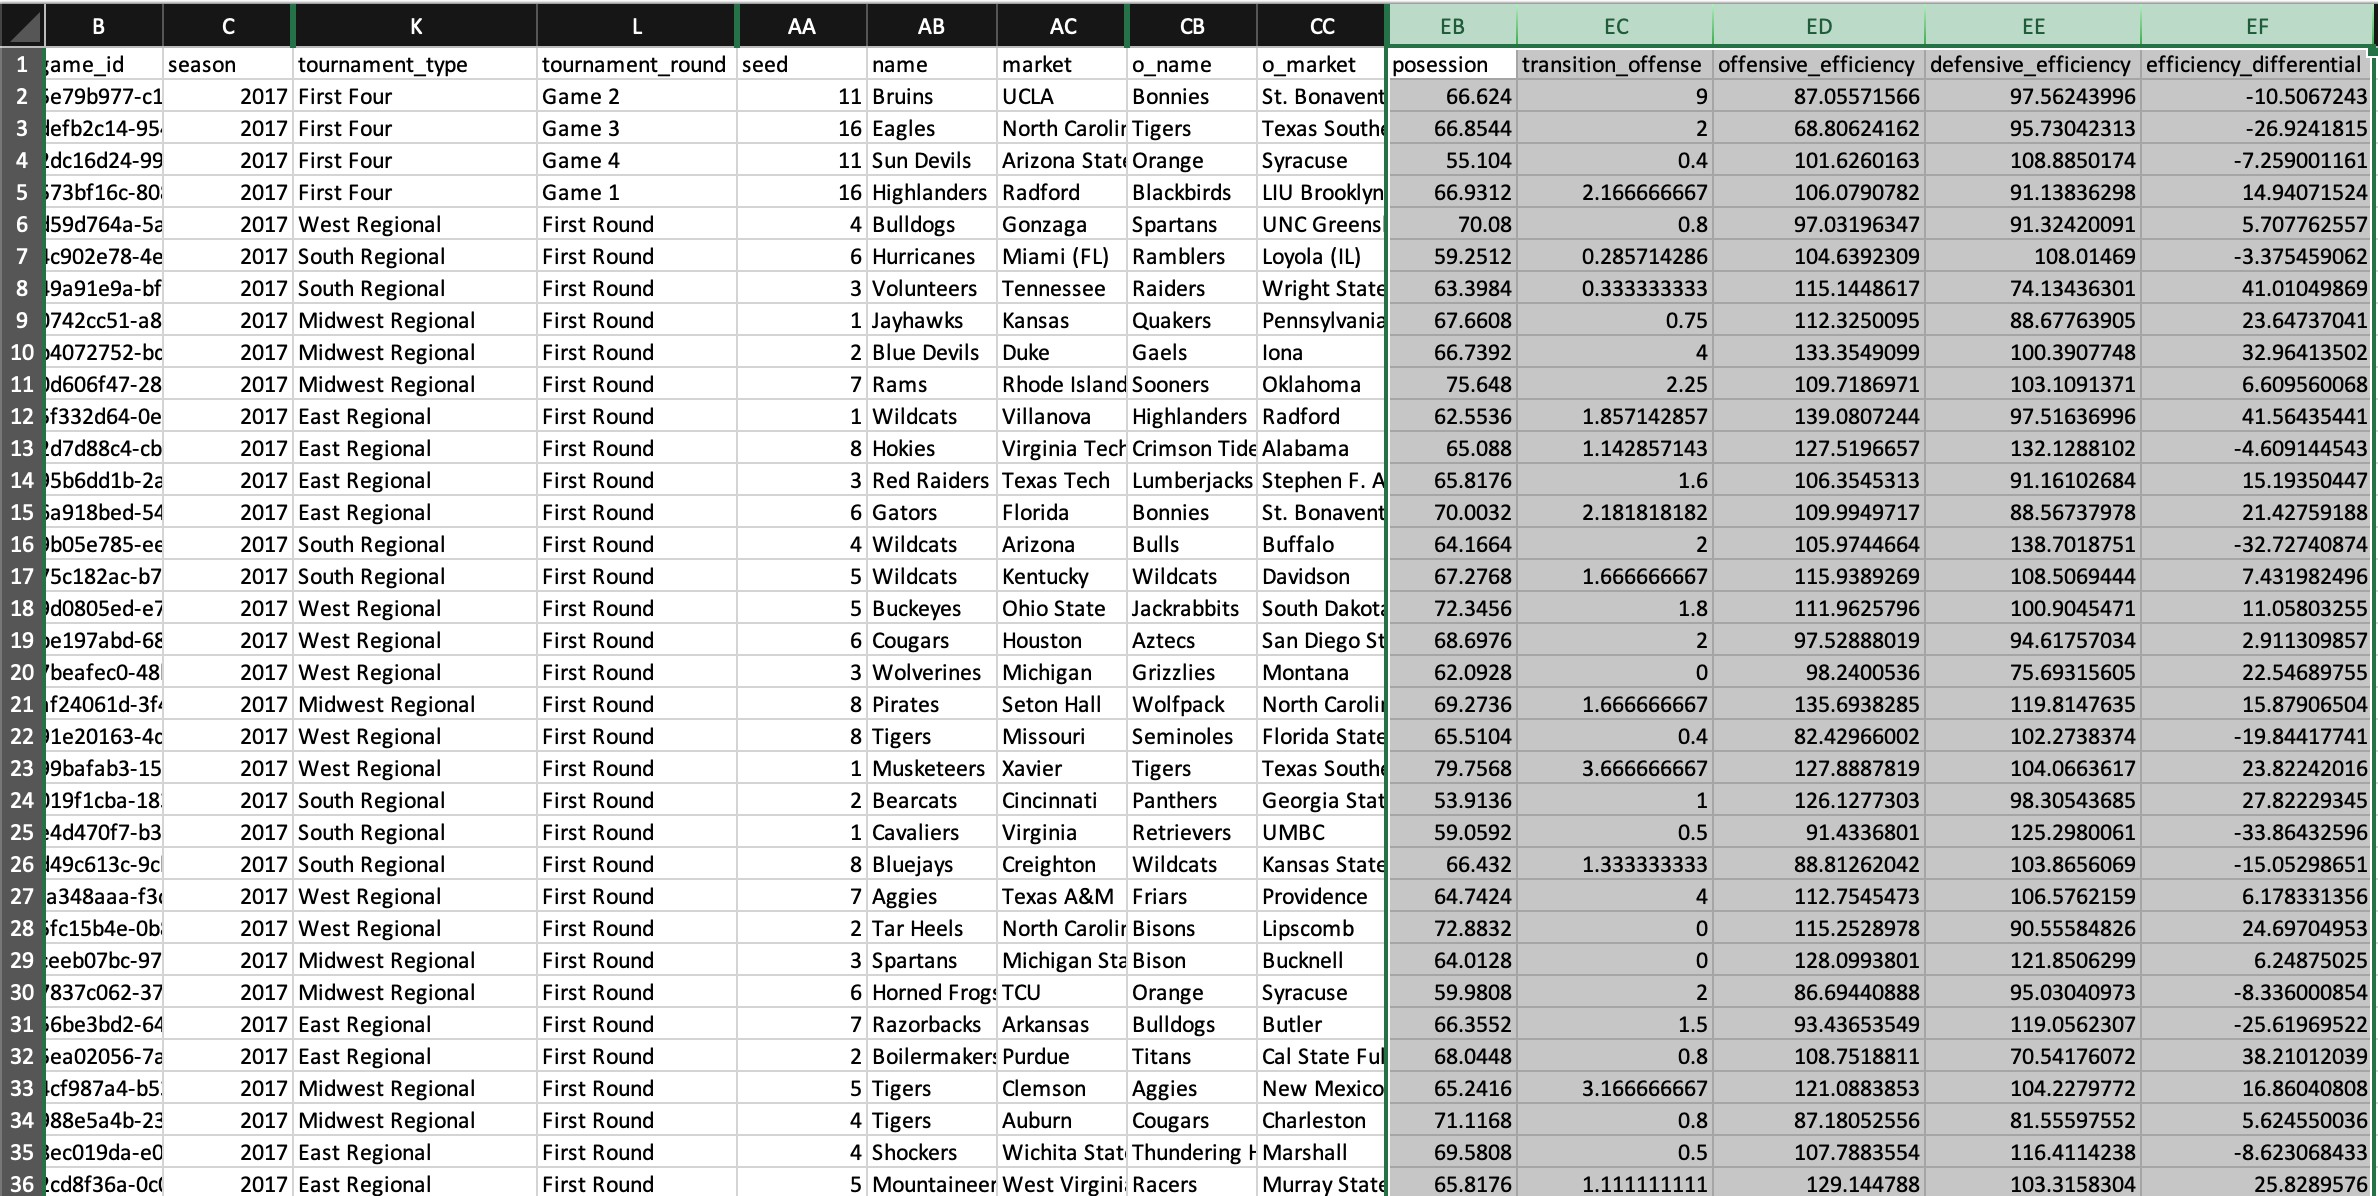 B C K L AA AB AC CB CC EB EC ED EE EF
1 game_id season tournament_type tournament_round seed name market o_name o_market posession transition_offense offensive_efficiency defensive_efficiency efficiency_differential
2 5e79b977-c1 2017 First Four Game 2 11 Bruins UCLA Bonnies St. Bonavent 66.624 9 87.05571566 97.56243996 -10.5067243
3 defb2c14-954 2017 First Four Game 3 16 Eagles North Carolin Tigers Texas Southe 66.8544 2 68.80624162 95.73042313 -26.9241815
4 2dc16d24-99 2017 First Four Game 4 11 Sun Devils Arizona State Orange Syracuse 55.104 0.4 101.6260163 108.8850174 -7.259001161
5 573bf16c-80 2017 First Four Game 1 16 Highlanders Radford Blackbirds LIU Brooklyn 66.9312 2.166666667 106.0790782 91.13836298 14.94071524
6 d59d764a-5a 2017 West Regional First Round 4 Bulldogs Gonzaga Spartans UNC Greens 70.08 0.8 97.03196347 91.32420091 5.707762557
7 4c902e78-4e 2017 South Regional First Round 6 Hurricanes Miami (FL) Ramblers Loyola (IL) 59.2512 0.285714286 104.6392309 108.01469 -3.375459062
8 49a91e9a-bf 2017 South Regional First Round 3 Volunteers Tennessee Raiders Wright State 63.3984 0.333333333 115.1448617 74.13436301 41.01049869
9 0742cc51-a8 2017 Midwest Regional First Round 1 Jayhawks Kansas Quakers Pennsylvania 67.6608 0.75 112.3250095 88.67763905 23.64737041
10 b4072752-bc 2017 Midwest Regional First Round 2 Blue Devils Duke Gaels Iona 66.7392 4 133.3549099 100.3907748 32.96413502
11 0d606f47-28 2017 Midwest Regional First Round 7 Rams Rhode Island Sooners Oklahoma 75.648 2.25 109.7186971 103.1091371 6.609560068
12 5f332d64-0e 2017 East Regional First Round 1 Wildcats Villanova Highlanders Radford 62.5536 1.857142857 139.0807244 97.51636996 41.56435441
13 2d7d88c4-cb 2017 East Regional First Round 8 Hokies Virginia Tech Crimson Tide Alabama 65.088 1.142857143 127.5196657 132.1288102 -4.609144543
14 95b6dd1b-2a 2017 East Regional First Round 3 Red Raiders Texas Tech Lumberjacks Stephen F. A 65.8176 1.6 106.3545313 91.16102684 15.19350447
15 6a918bed-54 2017 East Regional First Round 6 Gators Florida Bonnies St. Bonavent 70.0032 2.181818182 109.9949717 88.56737978 21.42759188
16 9b05e785-ee 2017 South Regional First Round 4 Wildcats Arizona Bulls Buffalo 64.1664 2 105.9744664 138.7018751 -32.72740874
17 75c182ac-b7 2017 South Regional First Round 5 Wildcats Kentucky Wildcats Davidson 67.2768 1.666666667 115.9389269 108.5069444 7.431982496
18 9d0805ed-e7 2017 West Regional First Round 5 Buckeyes Ohio State Jackrabbits South Dakota 72.3456 1.8 111.9625796 100.9045471 11.05803255
19 be197abd-68 2017 West Regional First Round 6 Cougars Houston Aztecs San Diego St 68.6976 2 97.52888019 94.61757034 2.911309857
20 7beafec0-48 2017 West Regional First Round 3 Wolverines Michigan Grizzlies Montana 62.0928 0 98.2400536 75.69315605 22.54689755
21 af24061d-3f4 2017 Midwest Regional First Round 8 Pirates Seton Hall Wolfpack North Carolin 69.2736 1.666666667 135.6938285 119.8147635 15.87906504
22 91e20163-4c 2017 West Regional First Round 8 Tigers Missouri Seminoles Florida State 65.5104 0.4 82.42966002 102.2738374 -19.84417741
23 99bafab3-15 2017 West Regional First Round 1 Musketeers Xavier Tigers Texas Southe 79.7568 3.666666667 127.8887819 104.0663617 23.82242016
24 019f1cba-18 2017 South Regional First Round 2 Bearcats Cincinnati Panthers Georgia Stat 53.9136 1 126.1277303 98.30543685 27.82229345
25 e4d470f7-b3 2017 South Regional First Round 1 Cavaliers Virginia Retrievers UMBC 59.0592 0.5 91.4336801 125.2980061 -33.86432596
26 d49c613c-9c 2017 South Regional First Round 8 Bluejays Creighton Wildcats Kansas State 66.432 1.333333333 88.81262042 103.8656069 -15.05298651
27 a348aaa-f3 2017 West Regional First Round 7 Aggies Texas A&M Friars Providence 64.7424 4 112.7545473 106.5762159 6.178331356
28 5fc15b4e-0b 2017 West Regional First Round 2 Tar Heels North Carolin Bisons Lipscomb 72.8832 0 115.2528978 90.55584826 24.69704953
29 eeb07bc-97 2017 Midwest Regional First Round 3 Spartans Michigan Sta Bison Bucknell 64.0128 0 128.0993801 121.8506299 6.24875025
30 7837c062-37 2017 Midwest Regional First Round 6 Horned Frogs TCU Orange Syracuse 59.9808 2 86.69440888 95.03040973 -8.336000854
31 56be3bd2-64 2017 East Regional First Round 7 Razorbacks Arkansas Bulldogs Butler 66.3552 1.5 93.43653549 119.0562307 -25.61969522
32 5ea02056-7a 2017 East Regional First Round 2 Boilermakers Purdue Titans Cal State Ful 68.0448 0.8 108.7518811 70.54176072 38.21012039
33 4cf987a4-b5 2017 Midwest Regional First Round 5 Tigers Clemson Aggies New Mexico 65.2416 3.166666667 121.0883853 104.2279772 16.86040808
34 988e5a4b-23 2017 Midwest Regional First Round 4 Tigers Auburn Cougars Charleston 71.1168 0.8 87.18052556 81.55597552 5.624550036
35 8ec019da-e0 2017 East Regional First Round 4 Shockers Wichita Stat Thundering H Marshall 69.5808 0.5 107.7883554 116.4114238 -8.623068433
36 2cd8f36a-0c0 2017 East Regional First Round 5 Mountaineer West Virgini Racers Murray State 65.8176 1.111111111 129.144788 103.3158304 25.8289576